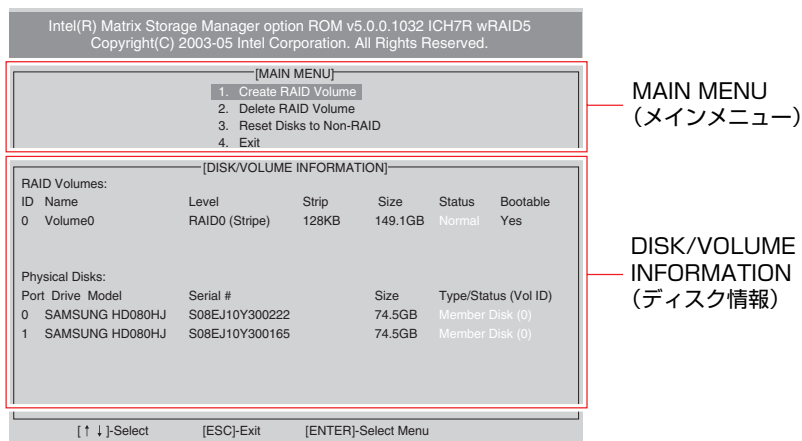 Intel(R) Matrix Storage Manager option ROM v5.0.0.1032 ICH7R wRAID5
Copyright(C) 2003-05 Intel Corporation. All Rights Reserved.
[MAIN MENU]
1. Create RAID Volume
2. Delete RAID Volume
3. Reset Disks to Non-RAID
4. Exit
MAIN MENU
（メインメニュー）
[DISK/VOLUME INFORMATION]
RAID Volumes:
ID Name Level Strip Size Status Bootable
0 Volume0 RAID0 (Stripe) 128KB 149.1GB Normal Yes
Physical Disks:
Port Drive Model Serial # Size Type/Status (Vol ID)
0 SAMSUNG HD080HJ S08EJ10Y300222 74.5GB Member Disk (0)
1 SAMSUNG HD080HJ S08EJ10Y300165 74.5GB Member Disk (0)
DISK/VOLUME
INFORMATION
（ディスク情報）
[↑↓]-Select [ESC]-Exit [ENTER]-Select Menu